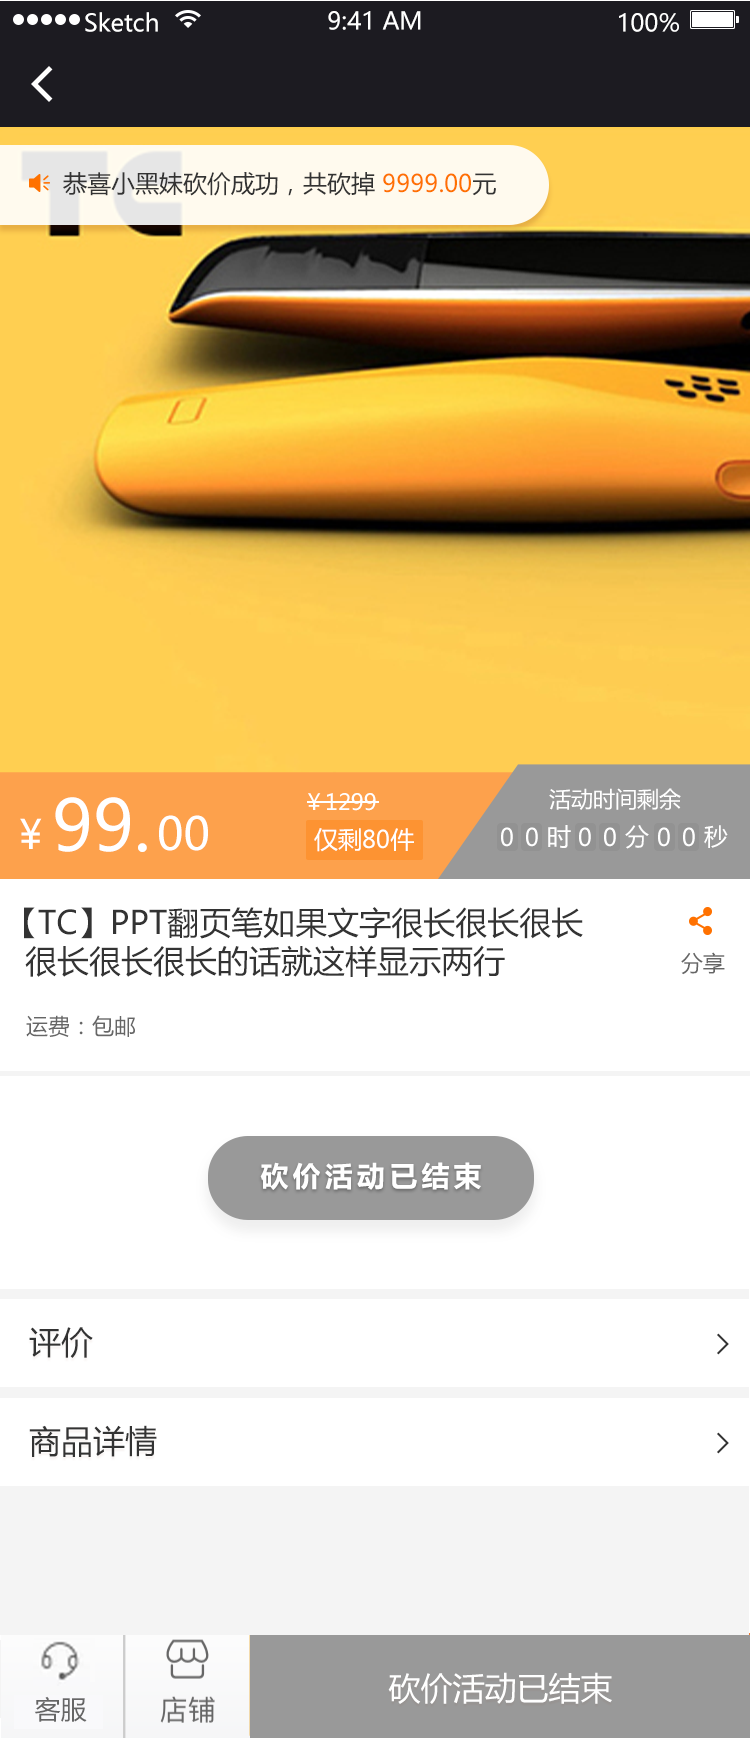 Sketch 9:41 AM 100%
TC
恭喜小黑妹砍价成功，共砍掉 9999.00元
¥ 99.00
¥1299
仅剩80件
活动时间剩余
00时00分00秒
【TC】PPT翻页笔如果文字很长很长很长
很长很长很长的话就这样显示两行
分享
运费：包邮
砍价活动已结束
评价
商品详情
客服
店铺
砍价活动已结束